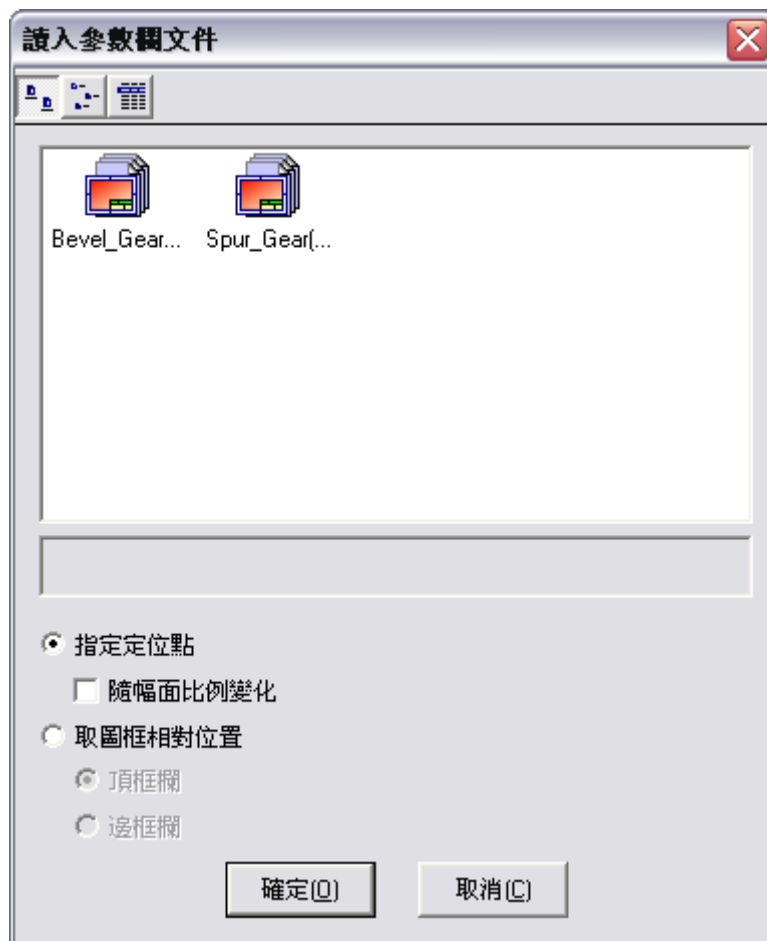 讀入參數欄文件
Bevel_Gear... Spur_Gear(...
指定定位點
隨幅面比例變化
取圖框相對位置
頂框欄
邊框欄
確定(O) 取消(C)